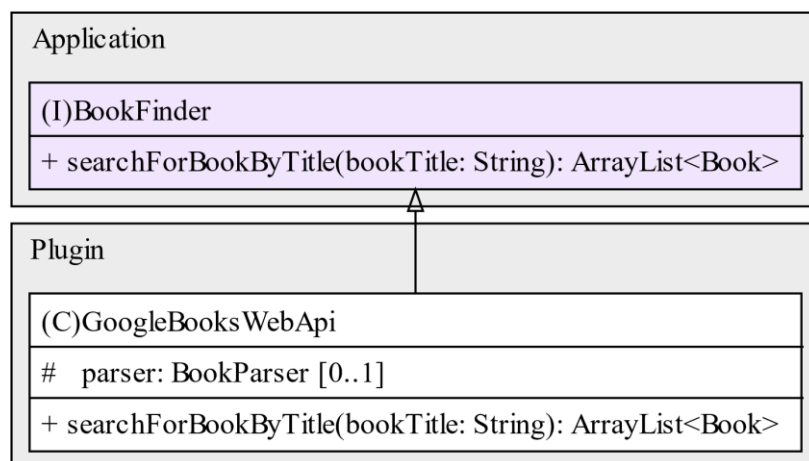 Application
(I)BookFinder
+ searchForBookByTitle(bookTitle: String): ArrayList<Book>
Plugin
(C)GoogleBooksWebApi
# parser: BookParser [0..1]
+ searchForBookByTitle(bookTitle: String): ArrayList<Book>